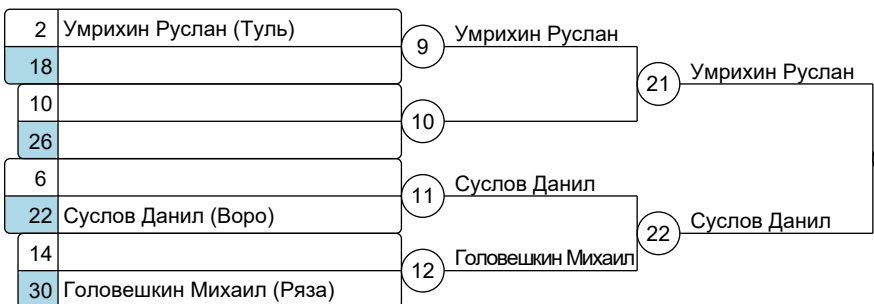 2 Умрихин Руслан (Туль)
18
10
26
6
22 Суслов Данил (Воро)
14
30 Головешкин Михаил (Ряза)
9 Умрихин Руслан
10
11 Суслов Данил
12 Головешкин Михаил
21 Умрихин Руслан
22 Суслов Данил